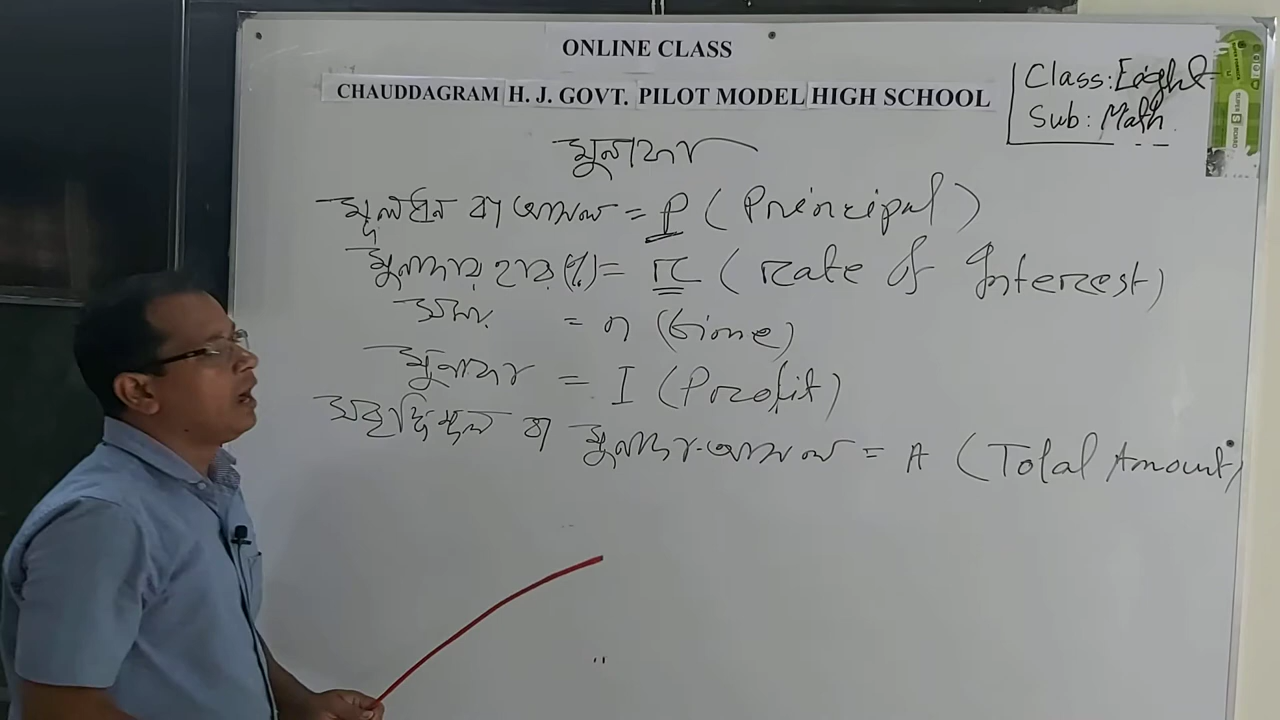 ONLINE CLASS
CHAUDDAGRAM H. J. GOVT. PILOT MODEL HIGH SCHOOL
Class: Eight
Sub: Math
মুনাফা
মূলধন বা আসল = P (Principal)
মুনাফার হার (%) = r (rate of interest)
সময় = n (time)
মুনাফা = I (Profit)
সবৃদ্ধিমূল বা মুনাফা-আসল = A (Total Amount)